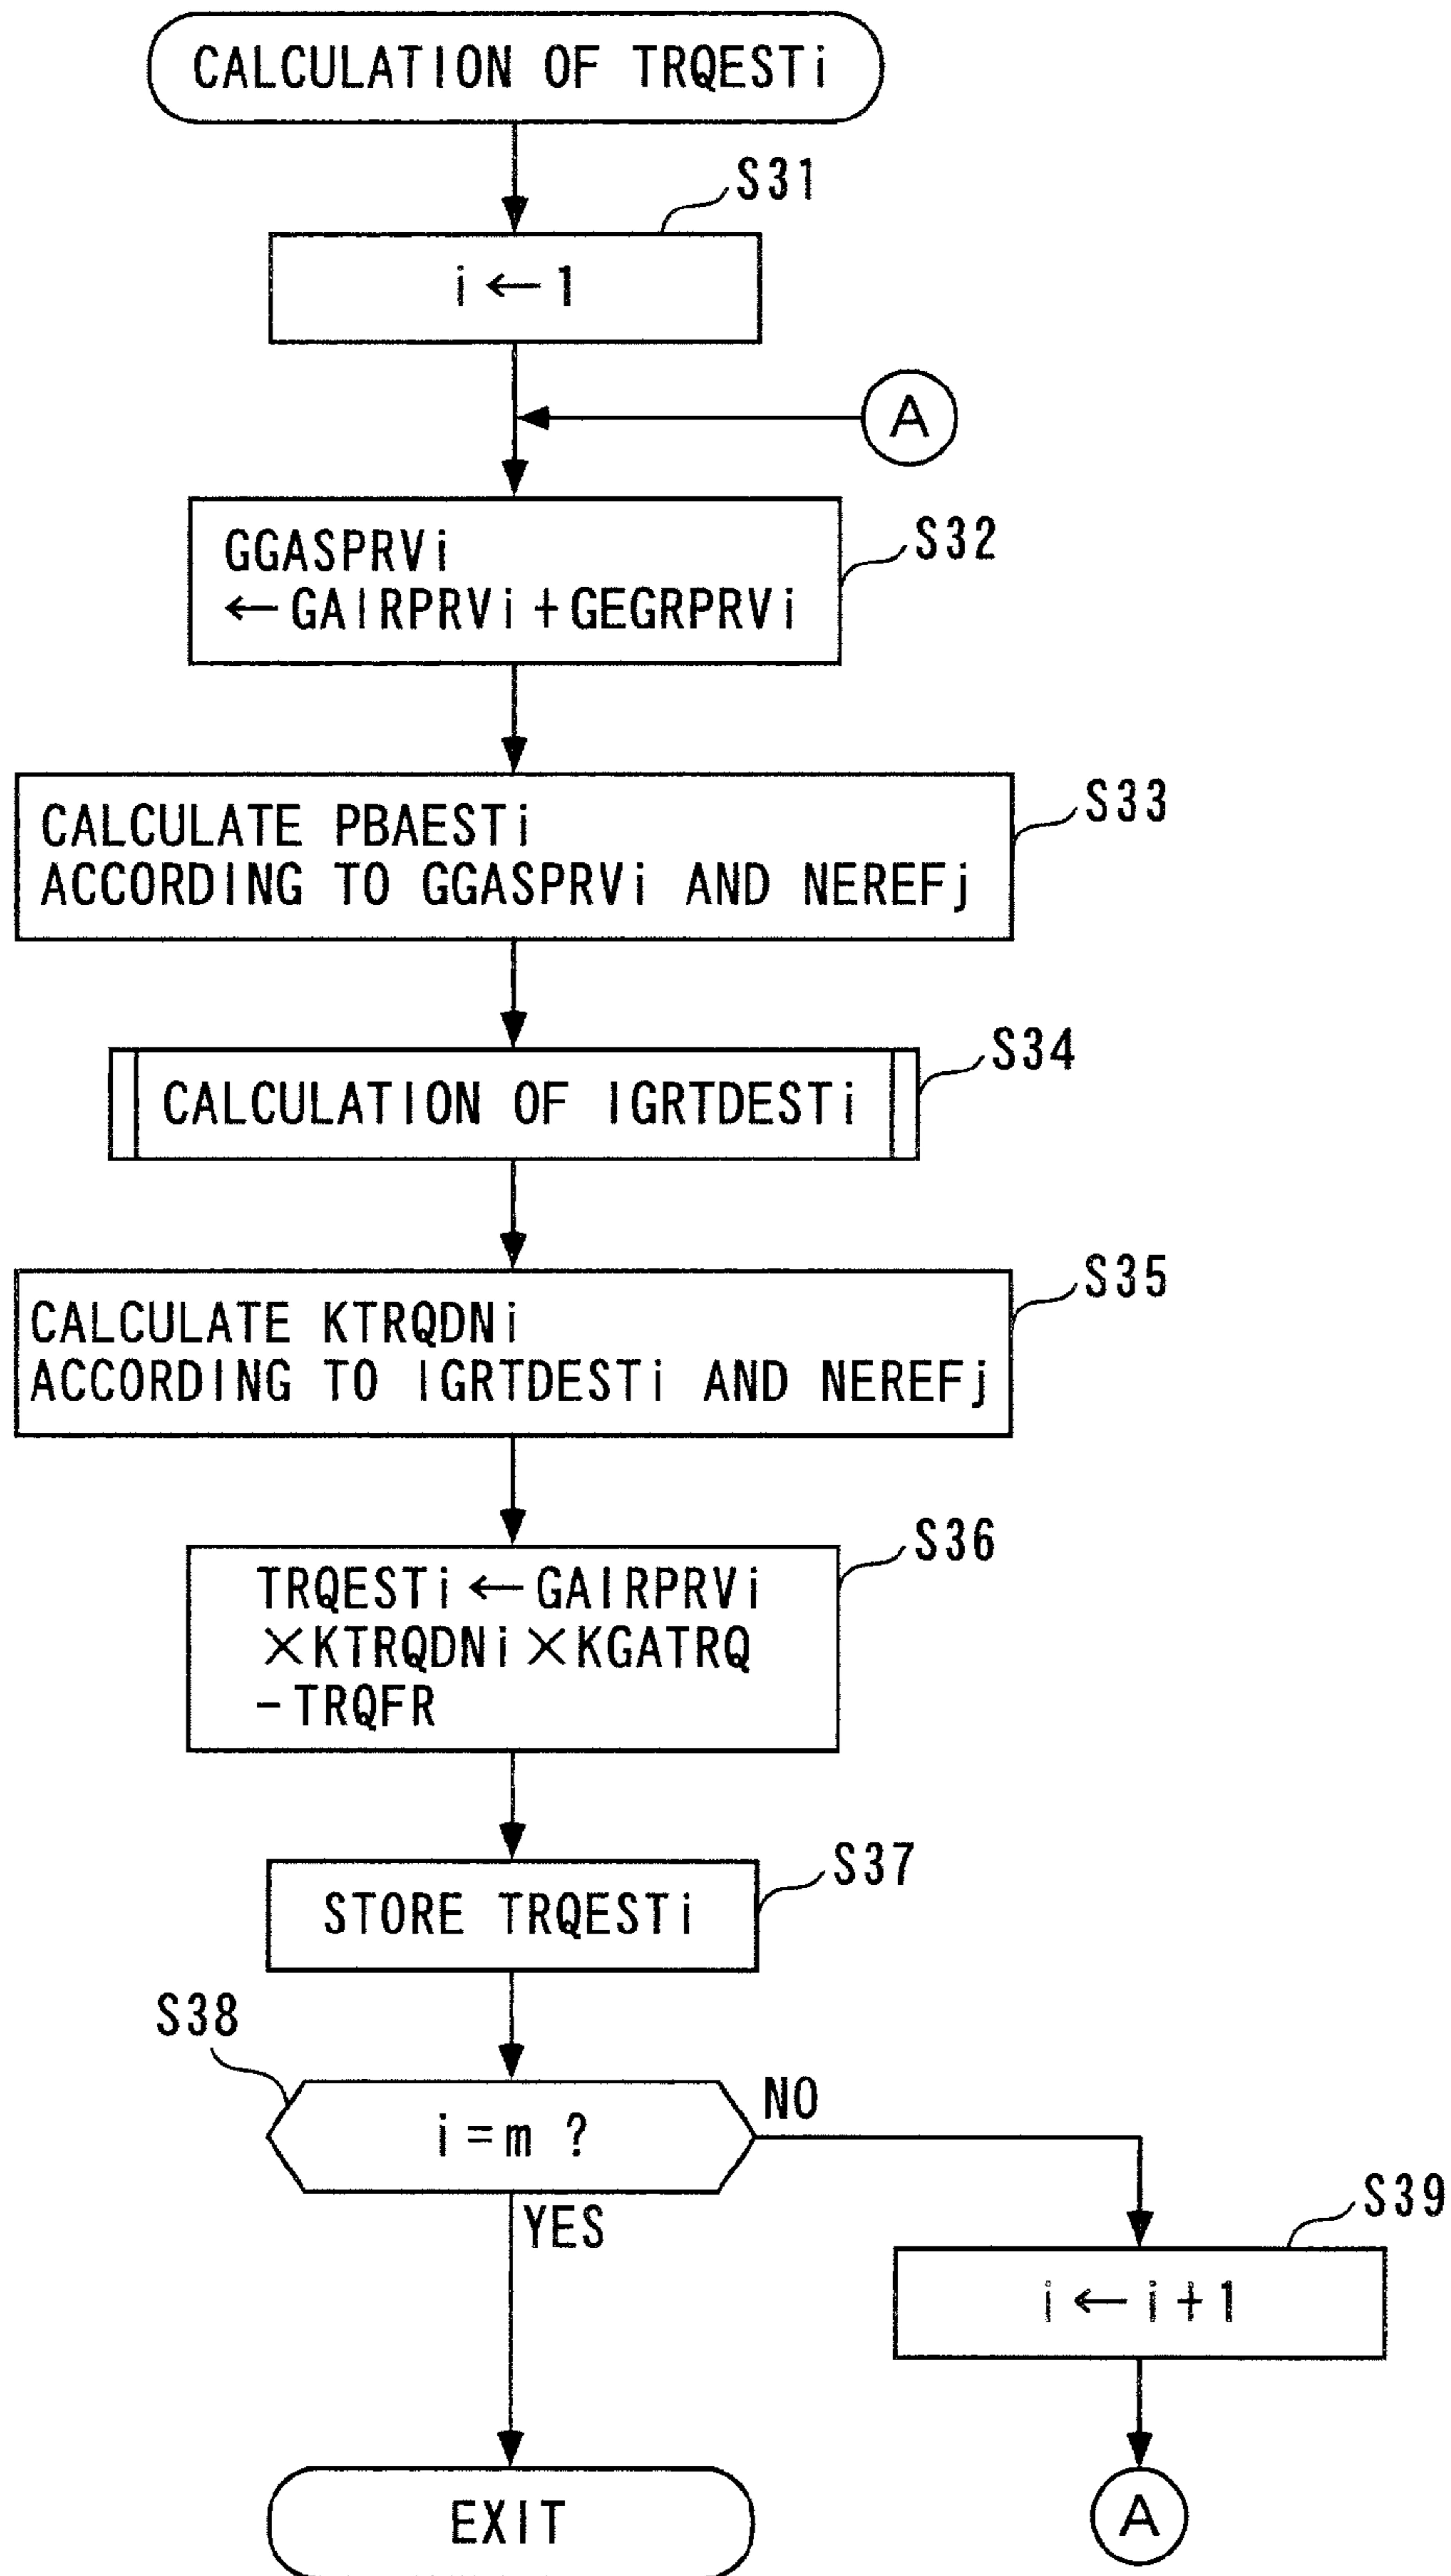 CALCULATION OF TRQESTi
S31
i ← 1
A
S32
GGASPRVi
← GAIRPRVi + GEGRPRVi
S33
CALCULATE PBAESTi
ACCORDING TO GGASPRVi AND NEREFj
S34
CALCULATION OF IGRTDESTi
S35
CALCULATE KTRQDNi
ACCORDING TO IGRTDESTi AND NEREFj
S36
TRQESTi ← GAIRPRVi
× KTRQDNi × KGATRQ
- TRQFR
S37
STORE TRQESTi
S38
i = m ?
NO
YES
S39
i ← i + 1
EXIT
A